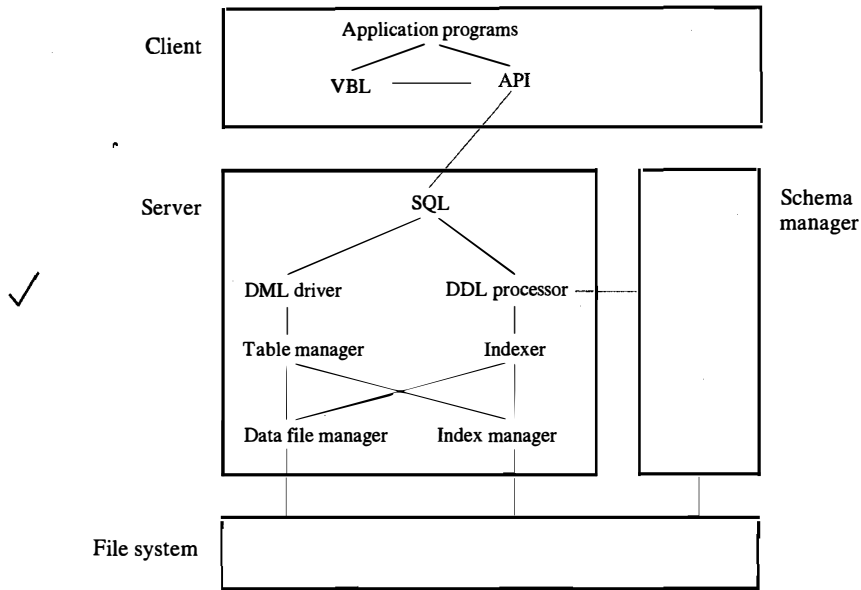 Client
Application programs
VBL
API
Server
SQL
Schema
manager
DML driver
DDL processor
Table manager
Indexer
Data file manager
Index manager
File system